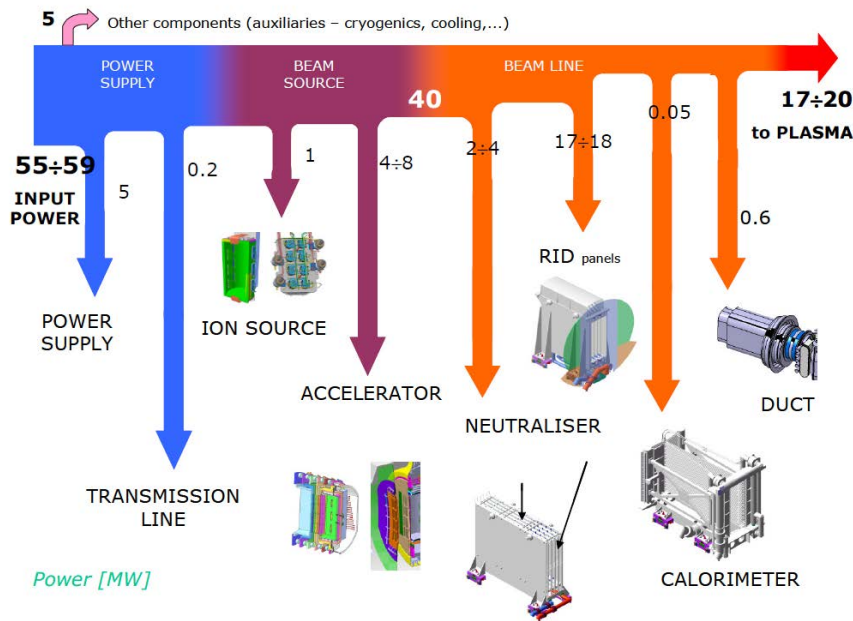 5
Other components (auxiliaries – cryogenics, cooling,...)
POWER
SUPPLY
BEAM
SOURCE
BEAM LINE
40
17÷20
to PLASMA
55÷59
INPUT
POWER
5
0.2
1
4÷8
2÷4
17÷18
0.05
0.6
RID panels
POWER
SUPPLY
ION SOURCE
ACCELERATOR
NEUTRALISER
DUCT
TRANSMISSION
LINE
CALORIMETER
Power [MW]